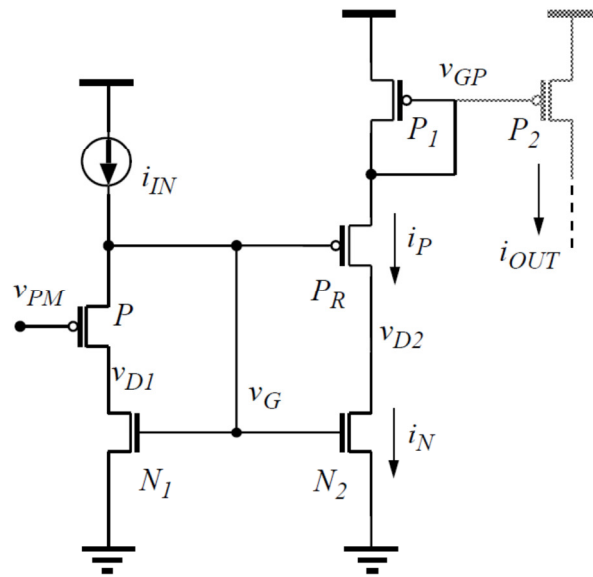 v_GP
P_1
P_2
i_IN
i_P
i_OUT
v_PM
P
P_R
v_D1
v_D2
v_G
i_N
N_1
N_2